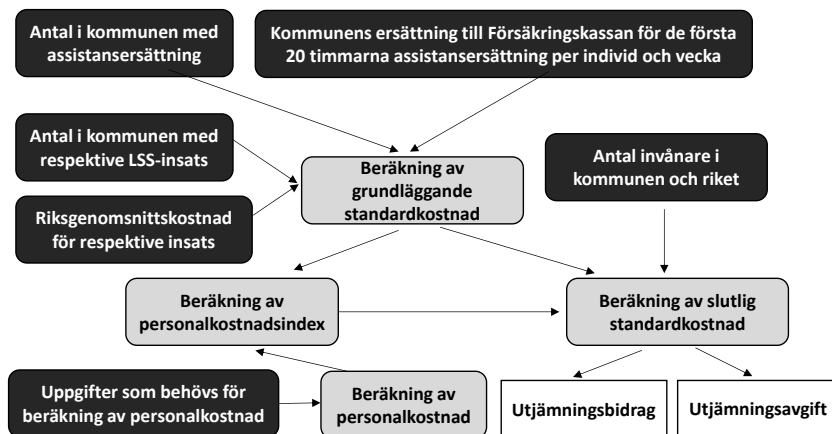 Antal i kommunen med
assistansersättning
Kommunens ersättning till Försäkringskassan för de första
20 timmarna assistansersättning per individ och vecka
Antal i kommunen med
respektive LSS-insats
Riksgenomsnittskostnad
för respektive insats
Beräkning av
grundläggande
standardkostnad
Antal invånare i
kommunen och riket
Beräkning av
personalkostnadsindex
Beräkning av slutlig
standardkostnad
Uppgifter som behövs för
beräkning av personalkostnad
Beräkning av
personalkostnad
Utjämningsbidrag
Utjämningsavgift